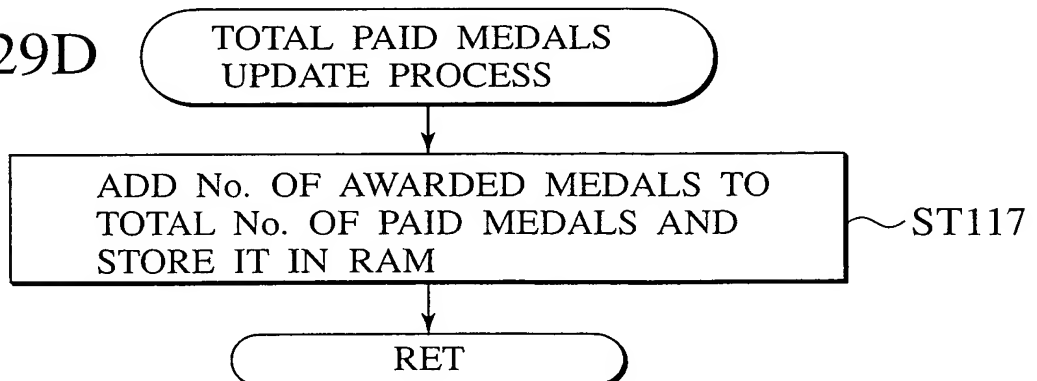 29D
TOTAL PAID MEDALS
UPDATE PROCESS
ADD No. OF AWARDED MEDALS TO
TOTAL No. OF PAID MEDALS AND
STORE IT IN RAM
ST117
RET